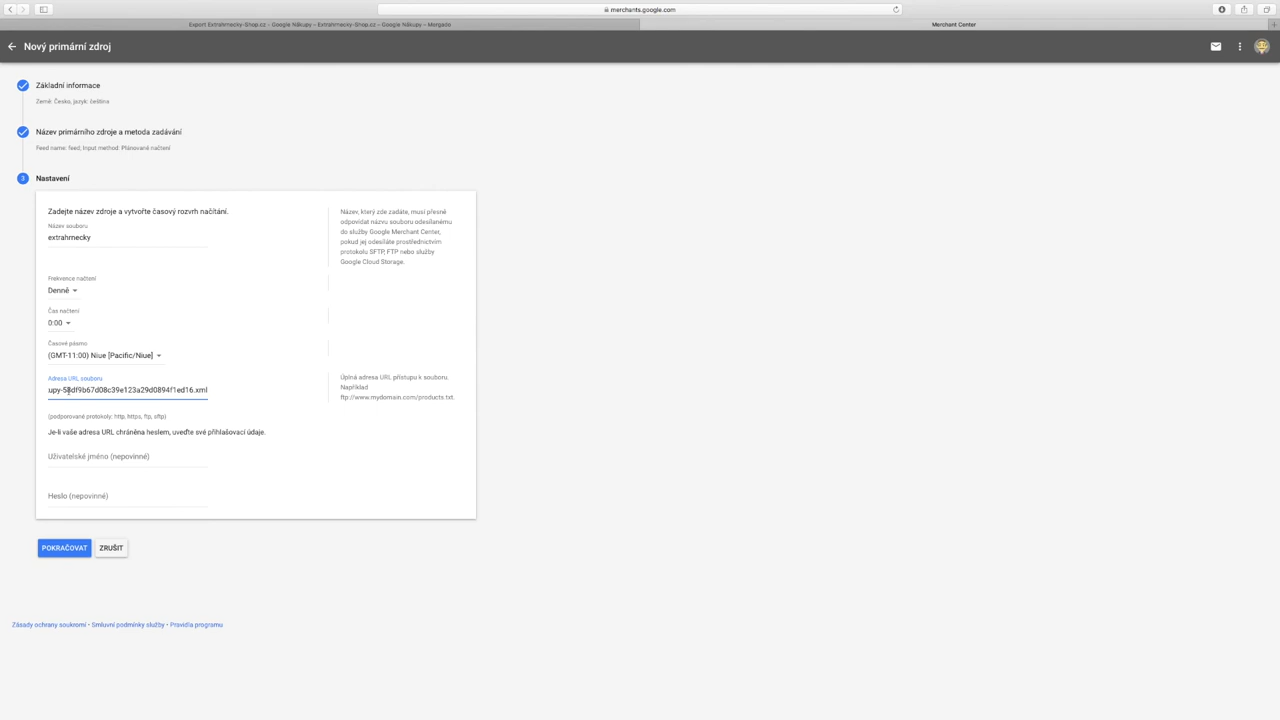 merchants.google.com
Export Extrahrnecky-Shop.cz – Google Nákupy – Extrahrnecky-Shop.cz – Google Nákupy – Mergado
Merchant Center
Nový primární zdroj
Základní informace
Země: Česko, jazyk: čeština
Název primárního zdroje a metoda zadávání
Feed name: feed, Input method: Plánované načtení
3 Nastavení
Zadejte název zdroje a vytvořte časový rozvrh načítání.
Název souboru
extrahrnecky
Název, který zde zadáte, musí přesně
odpovídat názvu souboru odesílanému
do služby Google Merchant Center,
pokud jej odesíláte prostřednictvím
protokolu SFTP, FTP nebo služby
Google Cloud Storage.
Frekvence načtení
Denně
Čas načtení
0:00
Časové pásmo
(GMT-11:00) Niue [Pacific/Niue]
Adresa URL souboru
Úplná adresa URL přístupu k souboru.
Například
ftp://www.mydomain.com/products.txt.
(podporované protokoly: http, https, ftp, sftp)
Je-li vaše adresa URL chráněna heslem, uveďte své přihlašovací údaje.
Uživatelské jméno (nepovinné)
Heslo (nepovinné)
POKRAČOVAT ZRUŠIT
Zásady ochrany soukromí • Smluvní podmínky služby • Pravidla programu